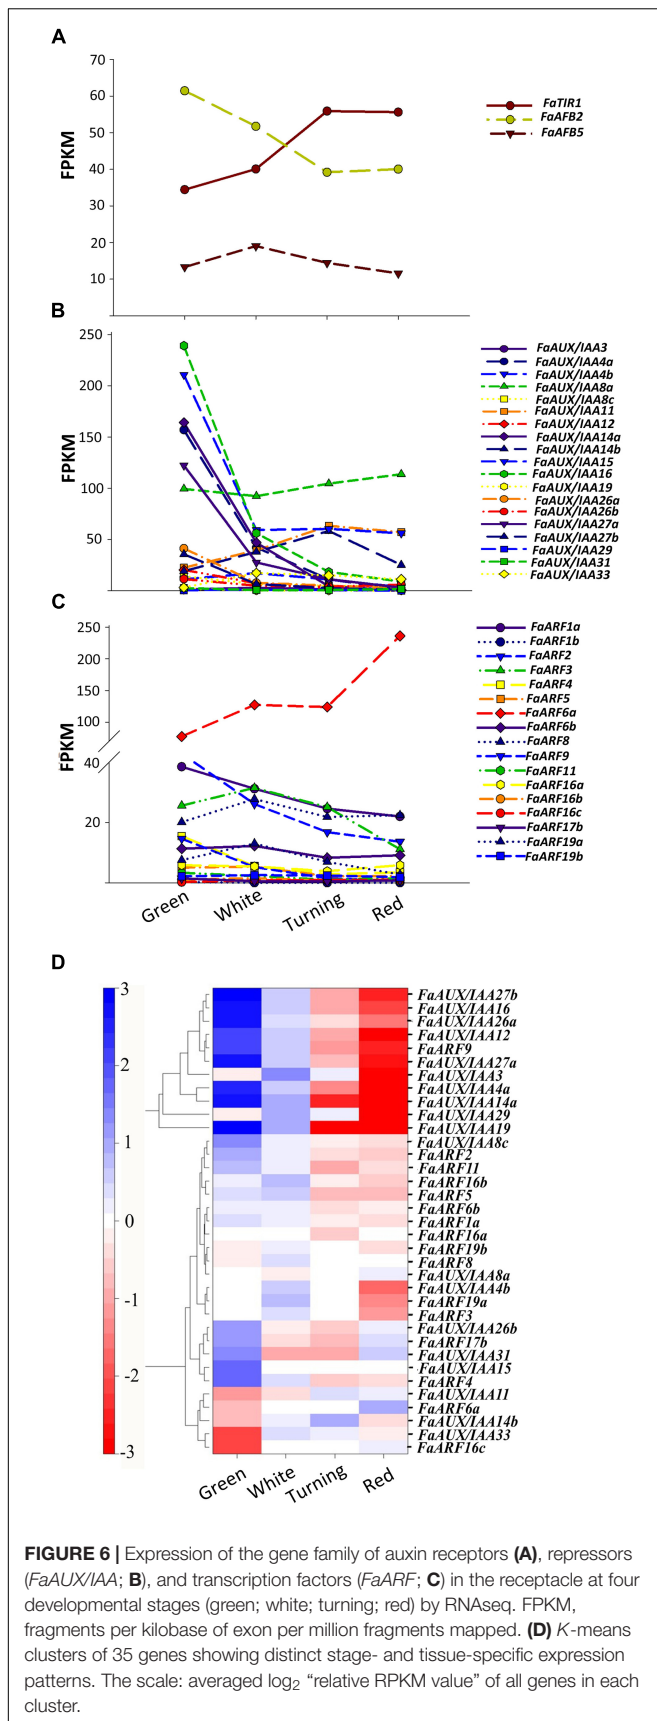 A
70
60
50
40
30
20
10
FPKM
FaTIR1
FaAFB2
FaAFB5
B
250
200
150
100
50
FPKM
FaAUX/IAA3
FaAUX/IAA4a
FaAUX/IAA4b
FaAUX/IAA8a
FaAUX/IAA8c
FaAUX/IAA11
FaAUX/IAA12
FaAUX/IAA14a
FaAUX/IAA14b
FaAUX/IAA15
FaAUX/IAA16
FaAUX/IAA19
FaAUX/IAA26a
FaAUX/IAA26b
FaAUX/IAA27a
FaAUX/IAA27b
FaAUX/IAA29
FaAUX/IAA31
FaAUX/IAA33
C
250
200
150
100
40
20
FPKM
FaARF1a
FaARF1b
FaARF2
FaARF3
FaARF4
FaARF5
FaARF6a
FaARF6b
FaARF8
FaARF9
FaARF11
FaARF16a
FaARF16b
FaARF16c
FaARF17b
FaARF19a
FaARF19b
Green White Turning Red
D
3
2
1
0
-1
-2
-3
FaAUX/IAA27b
FaAUX/IAA16
FaAUX/IAA26a
FaAUX/IAA12
FaARF9
FaAUX/IAA27a
FaAUX/IAA3
FaAUX/IAA4a
FaAUX/IAA14a
FaAUX/IAA29
FaAUX/IAA19
FaAUX/IAA8c
FaARF2
FaARF11
FaARF16b
FaARF5
FaARF6b
FaARF1a
FaARF16a
FaARF19b
FaARF8
FaAUX/IAA8a
FaAUX/IAA4b
FaARF19a
FaARF3
FaAUX/IAA26b
FaARF17b
FaAUX/IAA31
FaAUX/IAA15
FaARF4
FaAUX/IAA11
FaARF6a
FaAUX/IAA14b
FaAUX/IAA33
FaARF16c
Green White Turning Red
FIGURE 6 | Expression of the gene family of auxin receptors (A), repressors
(FaAUX/IAA; B), and transcription factors (FaARF; C) in the receptacle at four
developmental stages (green; white; turning; red) by RNAseq. FPKM,
fragments per kilobase of exon per million fragments mapped. (D) K-means
clusters of 35 genes showing distinct stage- and tissue-specific expression
patterns. The scale: averaged log2 “relative RPKM value” of all genes in each
cluster.